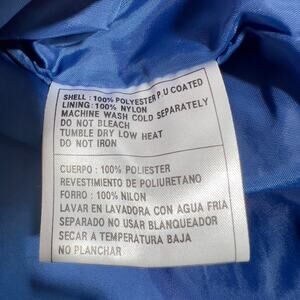 SHELL : 100% POLYESTER P.U COATED
LINING : 100% NYLON
MACHINE WASH COLD SEPARATELY
DO NOT BLEACH
TUMBLE DRY LOW HEAT
DO NOT IRON
CUERPO : 100% POLIESTER
REVESTIMIENTO DE POLIURETANO
FORRO : 100% NILON
LAVAR EN LAVADORA CON AGUA FRIA
SEPARADO NO USAR BLANQUEADOR
SECAR A TEMPERATURA BAJA
NO PLANCHAR